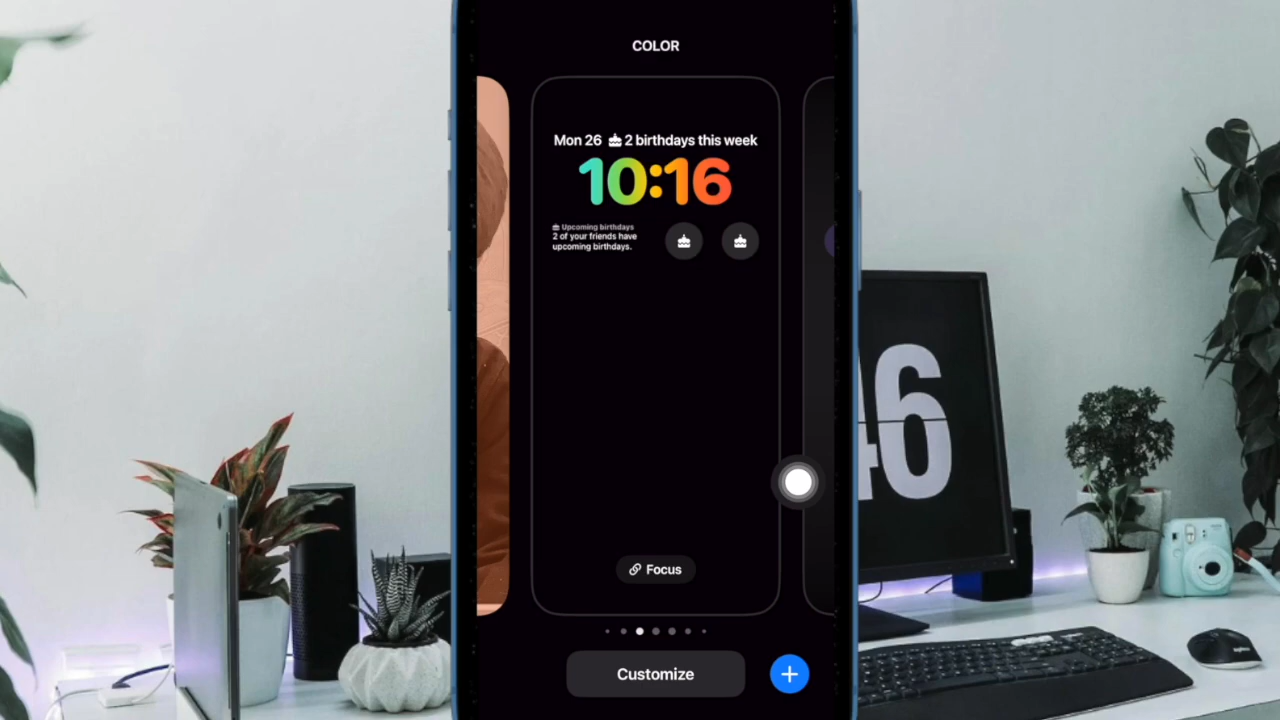 COLOR
Mon 26 2 birthdays this week
10:16
Upcoming birthdays
2 of your friends have
upcoming birthdays.
Focus
Customize
46
logi